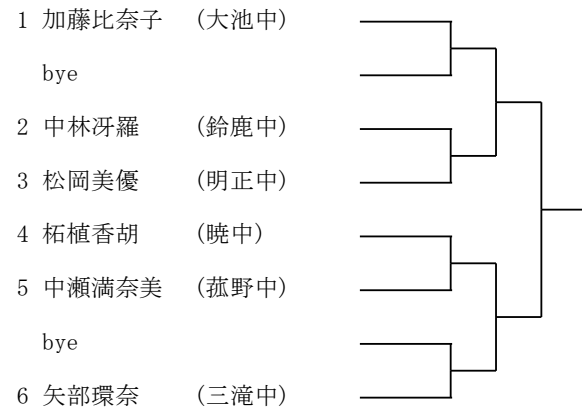 1 加藤比奈子 (大池中)
bye
2 中林冴羅 (鈴鹿中)
3 松岡美優 (明正中)
4 柘植香胡 (暁中)
5 中瀬満奈美 (菰野中)
bye
6 矢部環奈 (三滝中)